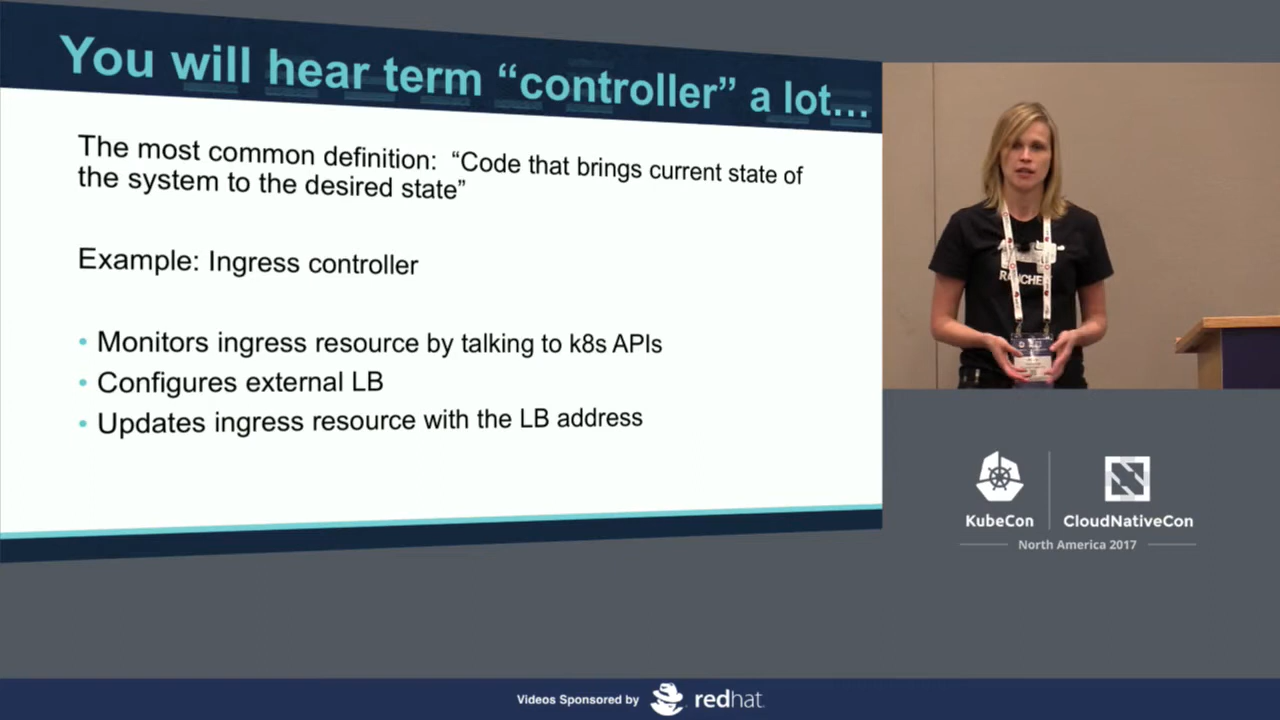 You will hear term “controller” a lot...
The most common definition: “Code that brings current state of
the system to the desired state”
Example: Ingress controller
• Monitors ingress resource by talking to k8s APIs
• Configures external LB
• Updates ingress resource with the LB address
RANCHER
KubeCon
CloudNativeCon
North America 2017
Videos Sponsored by
redhat.